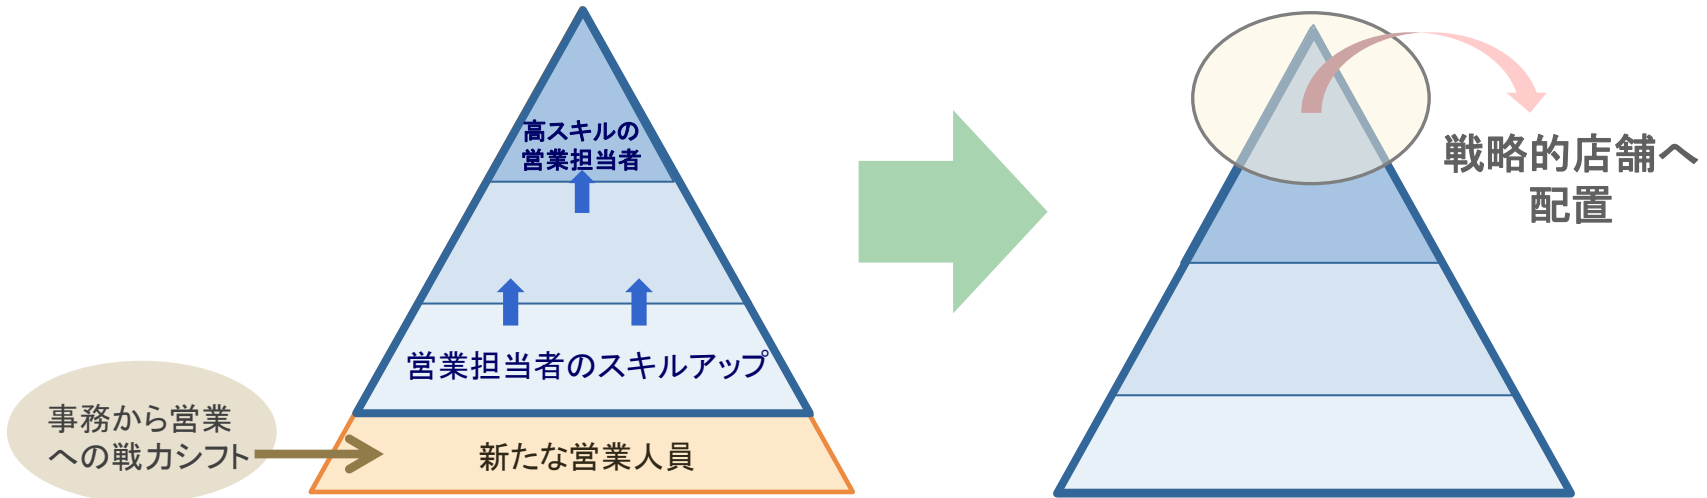 高スキルの
営業担当者
営業担当者のスキルアップ
事務から営業
への戦力シフト
新たな営業人員
戦略的店舗へ
配置